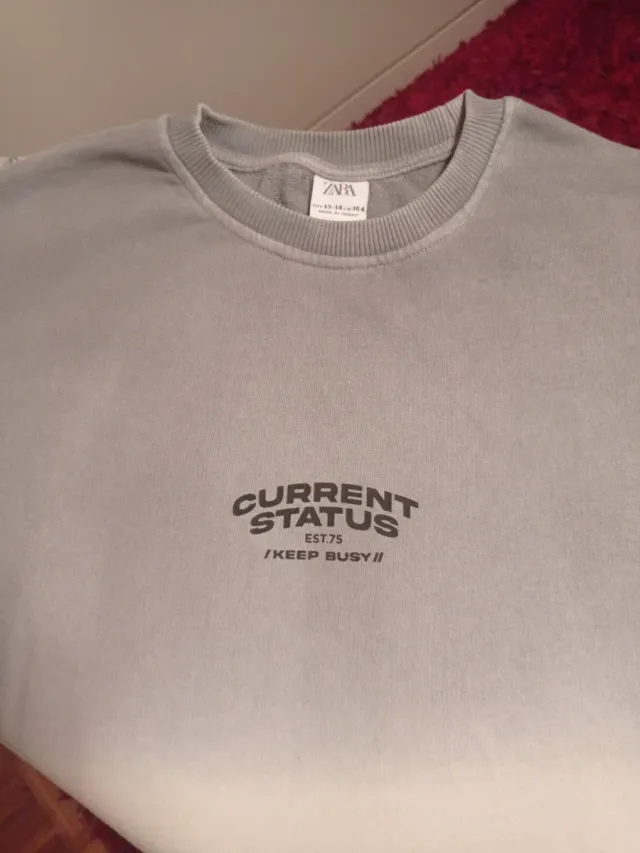 ZARA
CURRENT
STATUS
EST.75
/KEEP BUSY//